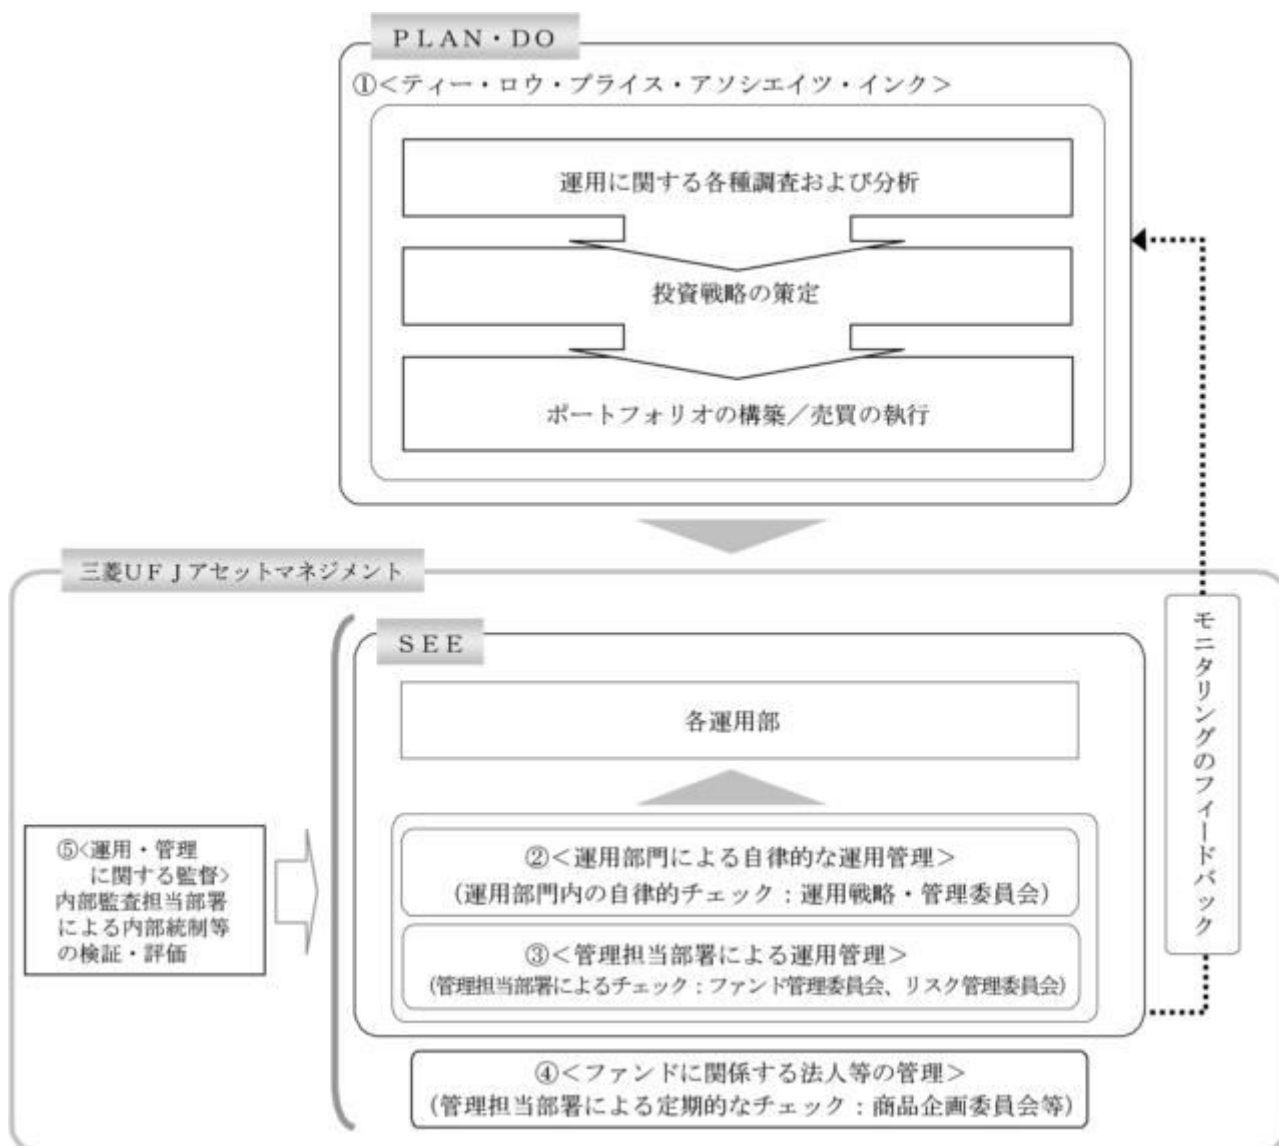 ＰＬＡＮ・ＤＯ
①＜ティー・ロウ・プライス・アソシエイツ・インク＞
運用に関する各種調査および分析
投資戦略の策定
ポートフォリオの構築／売買の執行
三菱ＵＦＪアセットマネジメント
ＳＥＥ
各運用部
②＜運用部門による自律的な運用管理＞
（運用部門内の自律的チェック：運用戦略・管理委員会）
③＜管理担当部署による運用管理＞
（管理担当部署によるチェック：ファンド管理委員会、リスク管理委員会）
④＜ファンドに関係する法人等の管理＞
（管理担当部署による定期的なチェック：商品企画委員会等）
⑤＜運用・管理
に関する監督＞
内部監査担当部署
による内部統制等
の検証・評価
モニタリングのフィードバック